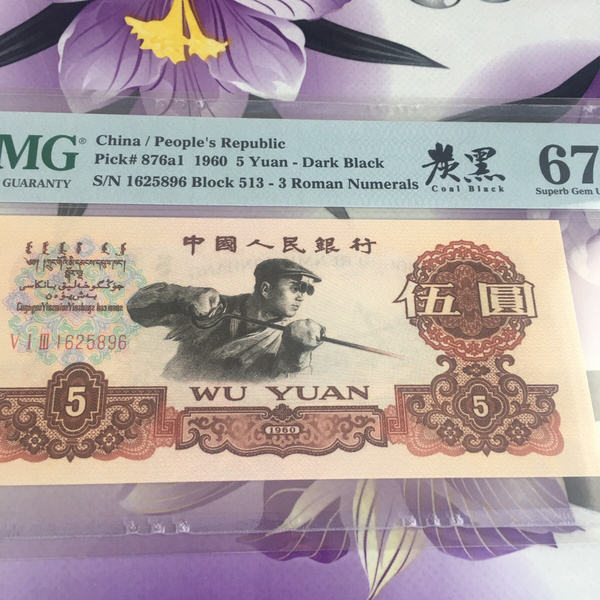 MG®
GUARANTY
China / People's Republic
Pick# 876a1 1960 5 Yuan - Dark Black
S/N 1625896 Block 513 - 3 Roman Numerals
炭黑
Coal Black
67
Superb Gem U
中國人民銀行
伍圓
V I III 1625896
WU YUAN
5
1960
5